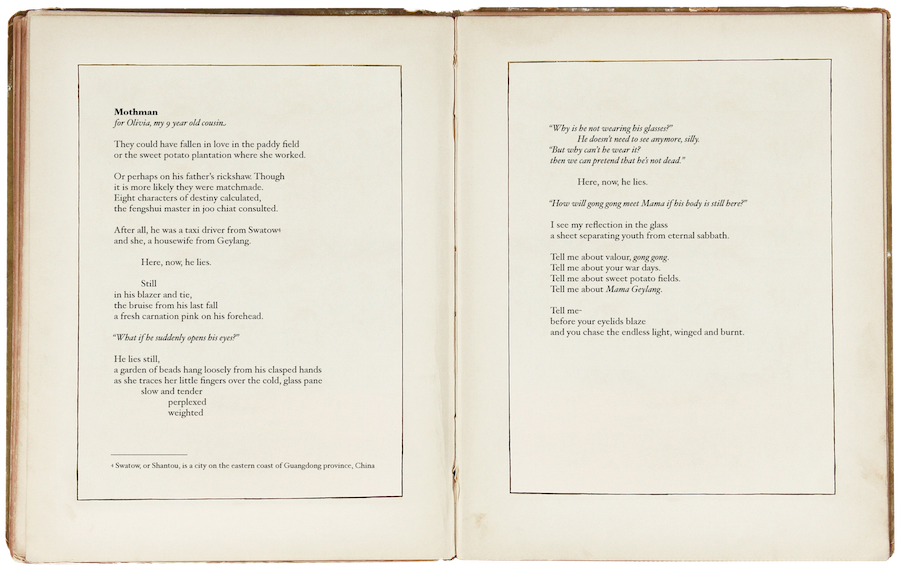 Mothman
for Olivia, my 9 year old cousin.
They could have fallen in love in the paddy field
or the sweet potato plantation where she worked.
Or perhaps on his father's rickshaw. Though
it is more likely they were matchmade.
Eight characters of destiny calculated,
the fengshui master in joo chiat consulted.
After all, he was a taxi driver from Swatow⁴
and she, a housewife from Geylang.
Here, now, he lies.
Still
in his blazer and tie,
the bruise from his last fall
a fresh carnation pink on his forehead.
“What if he suddenly opens his eyes?”
He lies still,
a garden of beads hang loosely from his clasped hands
as she traces her little fingers over the cold, glass pane
slow and tender
perplexed
weighted
⁴ Swatow, or Shantou, is a city on the eastern coast of Guangdong province, China
“Why is he not wearing his glasses?”
He doesn't need to see anymore, silly.
“But why can't he wear it?
then we can pretend that he's not dead.”
Here, now, he lies.
“How will gong gong meet Mama if his body is still here?”
I see my reflection in the glass
a sheet separating youth from eternal sabbath.
Tell me about valour, gong gong.
Tell me about your war days.
Tell me about sweet potato fields.
Tell me about Mama Geylang.
Tell me-
before your eyelids blaze
and you chase the endless light, winged and burnt.